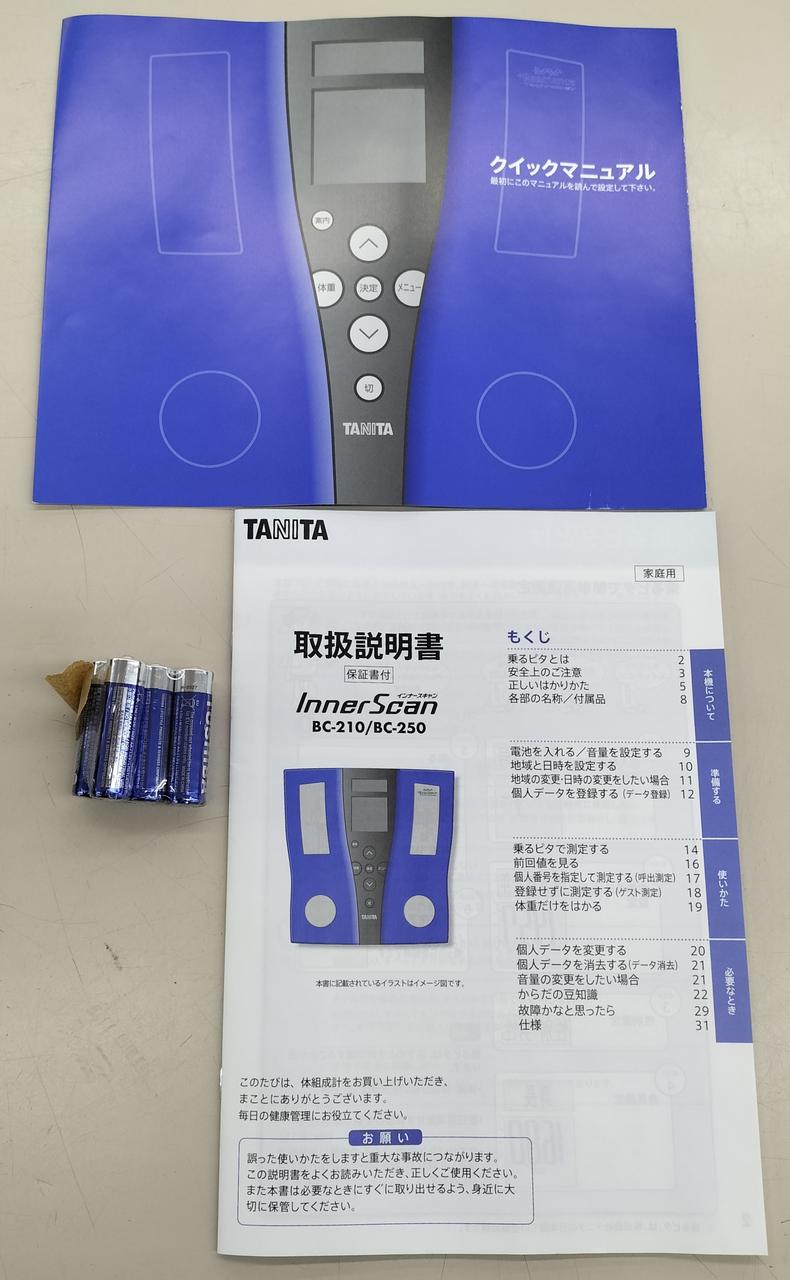 クイックマニュアル
最初にこのマニュアルを読んで設定して下さい。
案内
体重
決定
メニュー
切
TANITA
TANITA
家庭用
取扱説明書
保証書付
インナースキャン
InnerScan
BC-210/BC-250
TANITA
本書に記載されているイラストはイメージ図です。
もくじ
乗るピタとは 2
安全上のご注意 3
正しいはかりかた 5
各部の名称／付属品 8
本機について
電池を入れる／音量を設定する 9
地域と日時を設定する 10
地域の変更・日時の変更をしたい場合 11
個人データを登録する（データ登録） 12
準備する
乗るピタで測定する 14
前回値を見る 16
個人番号を指定して測定する（呼出測定） 17
登録せずに測定する（ゲスト測定） 18
体重だけをはかる 19
使いかた
個人データを変更する 20
個人データを消去する（データ消去） 21
音量の変更をしたい場合 21
からだの豆知識 22
故障かなと思ったら 29
仕様 31
必要なとき
このたびは、体組成計をお買い上げいただき、
まことにありがとうございます。
毎日の健康管理にお役立てください。
お願い
誤った使いかたをしますと重大な事故につながります。
この説明書をよくお読みいただき、正しくご使用ください。
また本書は必要なときにすぐに取り出せるよう、身近に大
切に保管してください。